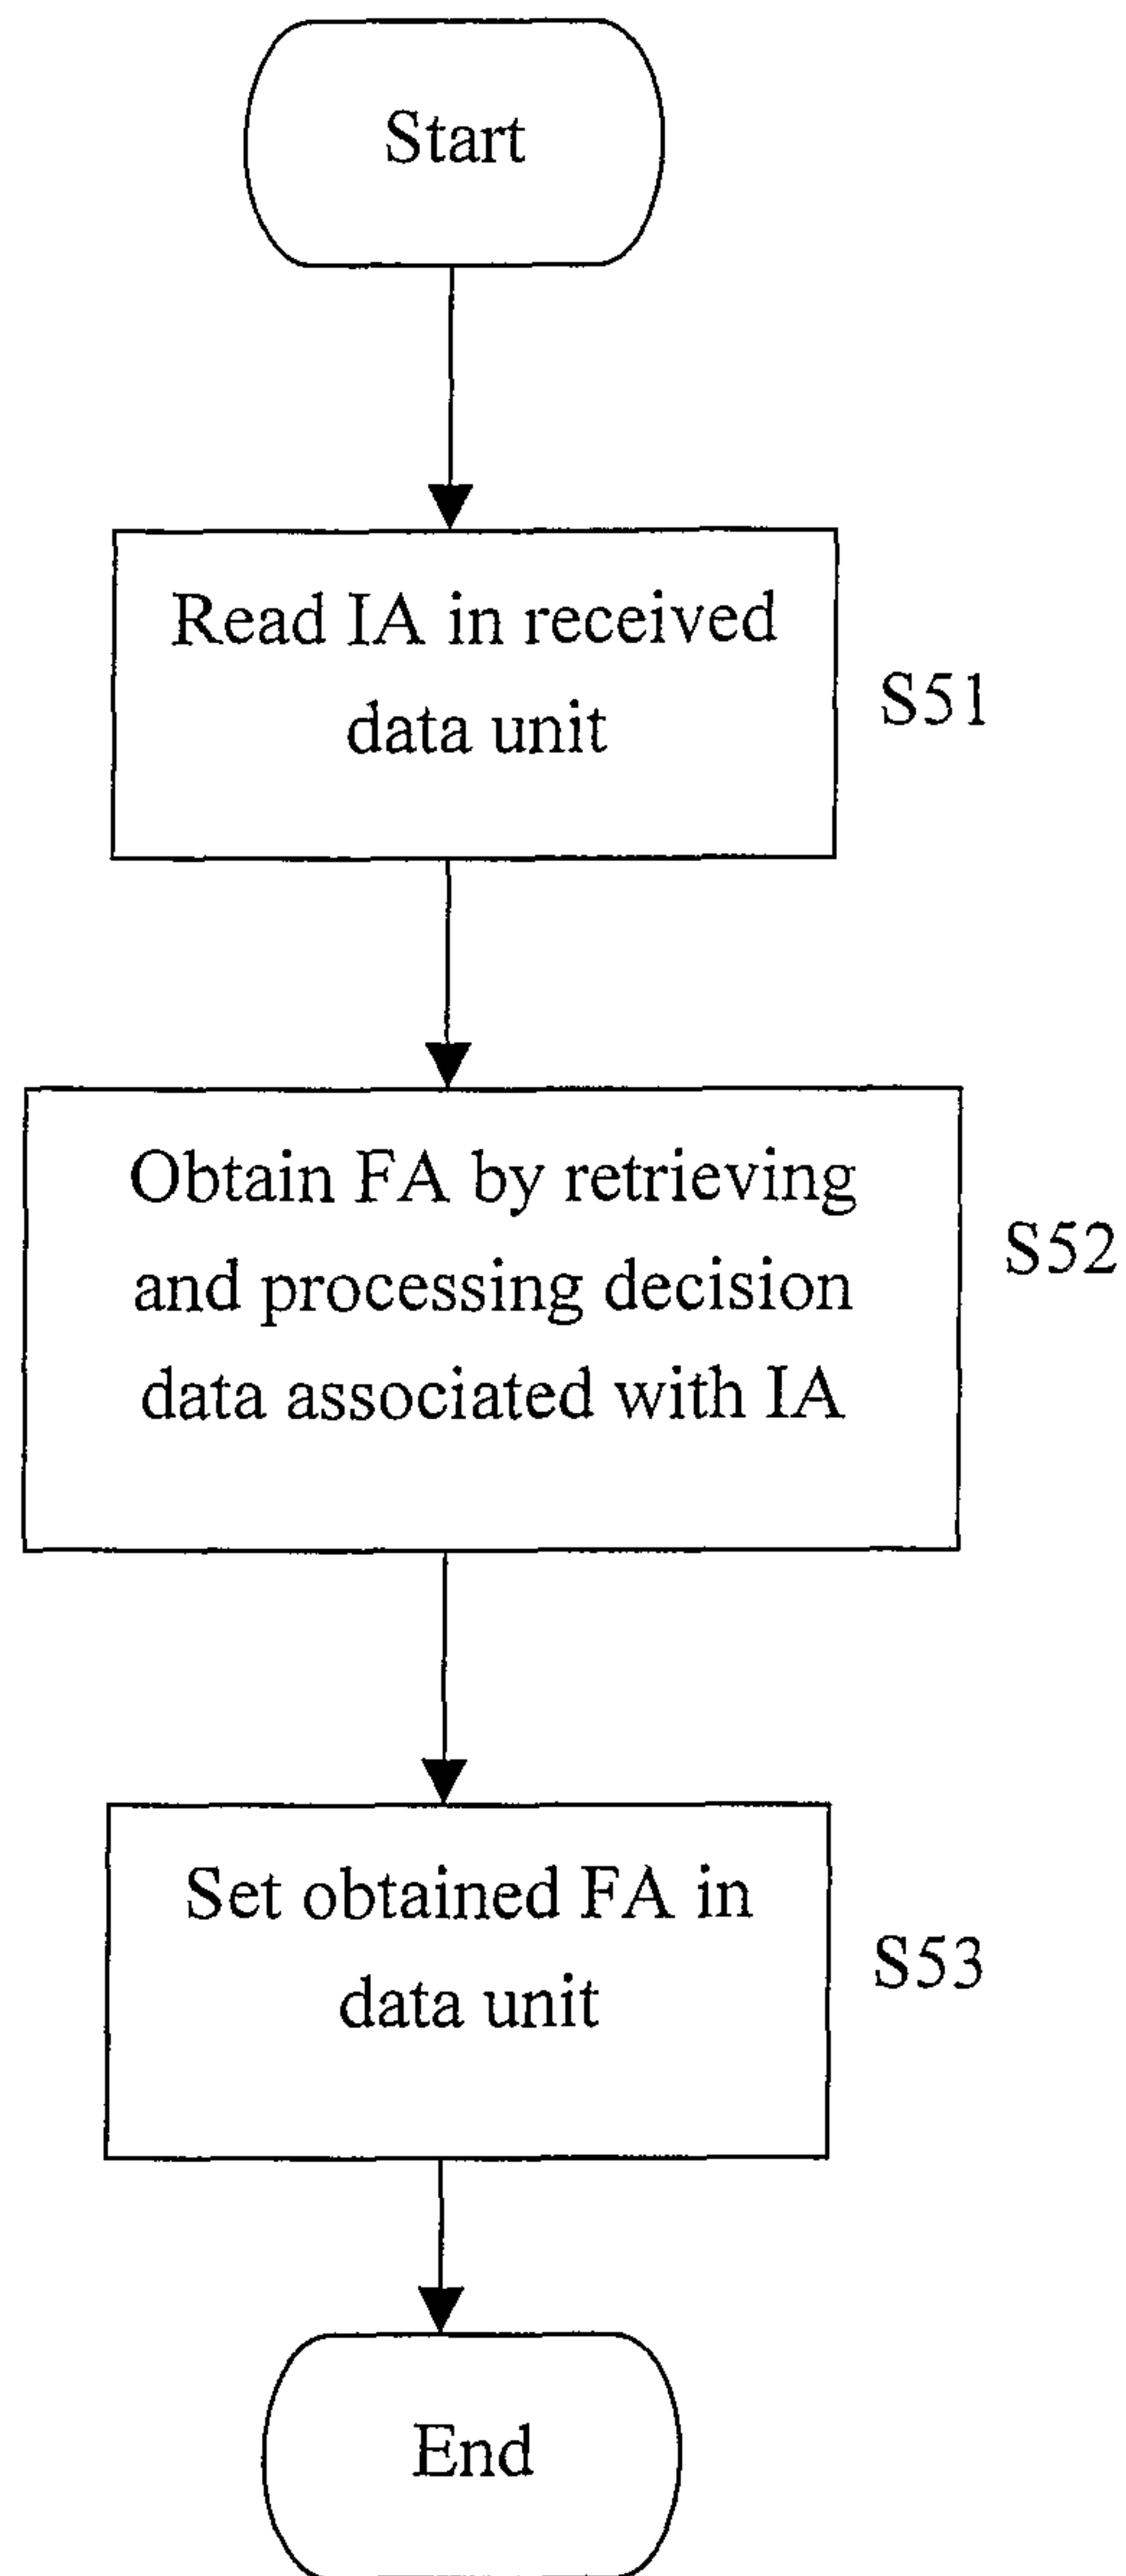 Start
Read IA in received
data unit
S51
Obtain FA by retrieving
and processing decision
data associated with IA
S52
Set obtained FA in
data unit
S53
End